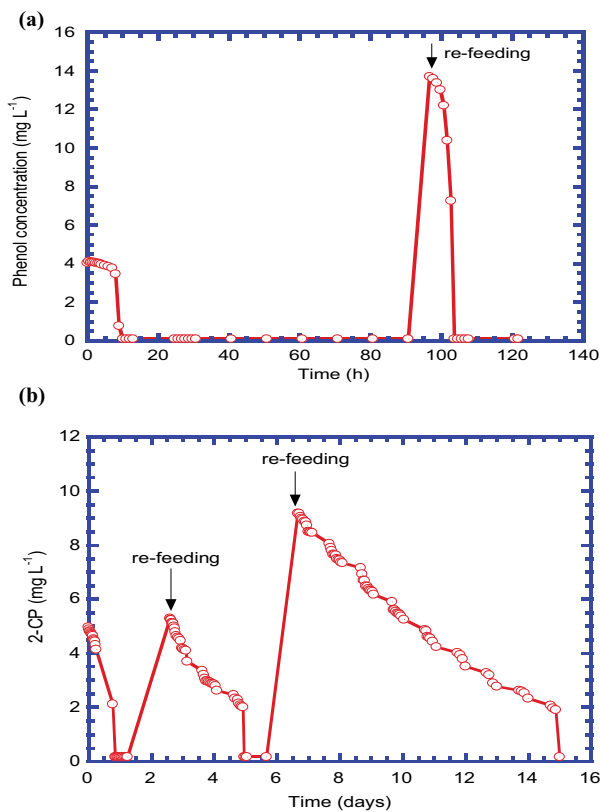 (a)
16
14
12
10
8
6
4
2
0
Phenol concentration (mg L⁻¹)
re-feeding
0 20 40 60 80 100 120 140
Time (h)
(b)
12
10
8
6
4
2
0
2-CP (mg L⁻¹)
re-feeding
re-feeding
0 2 4 6 8 10 12 14 16
Time (days)